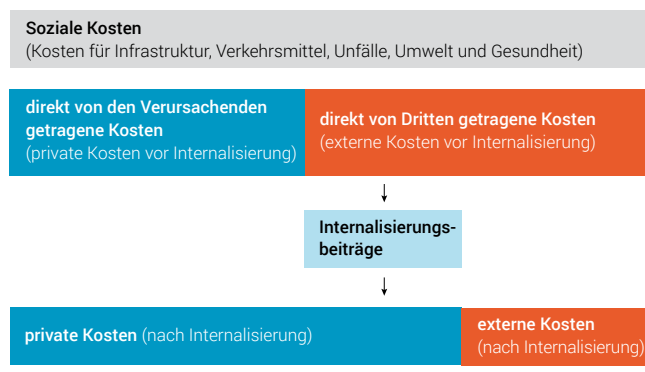 Soziale Kosten
(Kosten für Infrastruktur, Verkehrsmittel, Unfälle, Umwelt und Gesundheit)
direkt von den Verursachenden
getragene Kosten
(private Kosten vor Internalisierung)
direkt von Dritten getragene Kosten
(externe Kosten vor Internalisierung)
Internalisierungs-
beiträge
private Kosten (nach Internalisierung)
externe Kosten
(nach Internalisierung)